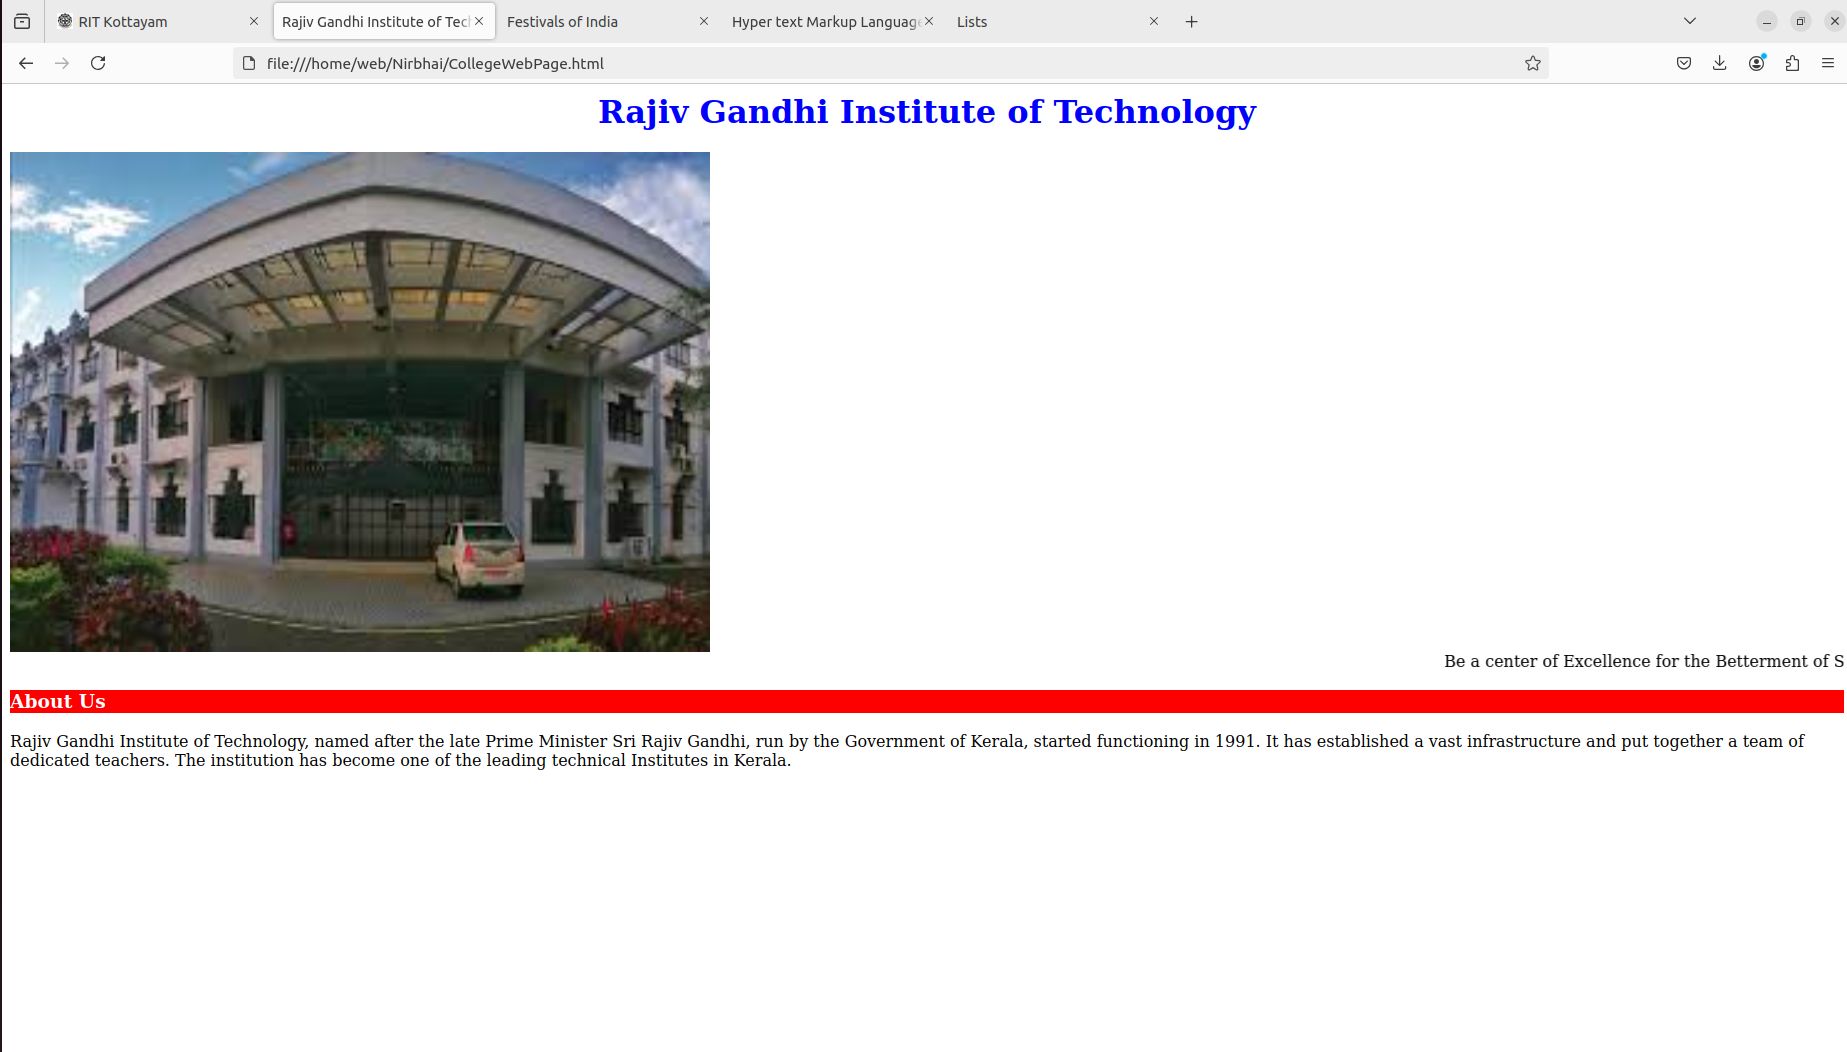 RIT Kottayam
Rajiv Gandhi Institute of Tec
Festivals of India
Hyper text Markup Language
Lists
file:///home/web/Nirbhai/CollegeWebPage.html
Rajiv Gandhi Institute of Technology
Be a center of Excellence for the Betterment of S
About Us
Rajiv Gandhi Institute of Technology, named after the late Prime Minister Sri Rajiv Gandhi, run by the Government of Kerala, started functioning in 1991. It has established a vast infrastructure and put together a team of
dedicated teachers. The institution has become one of the leading technical Institutes in Kerala.